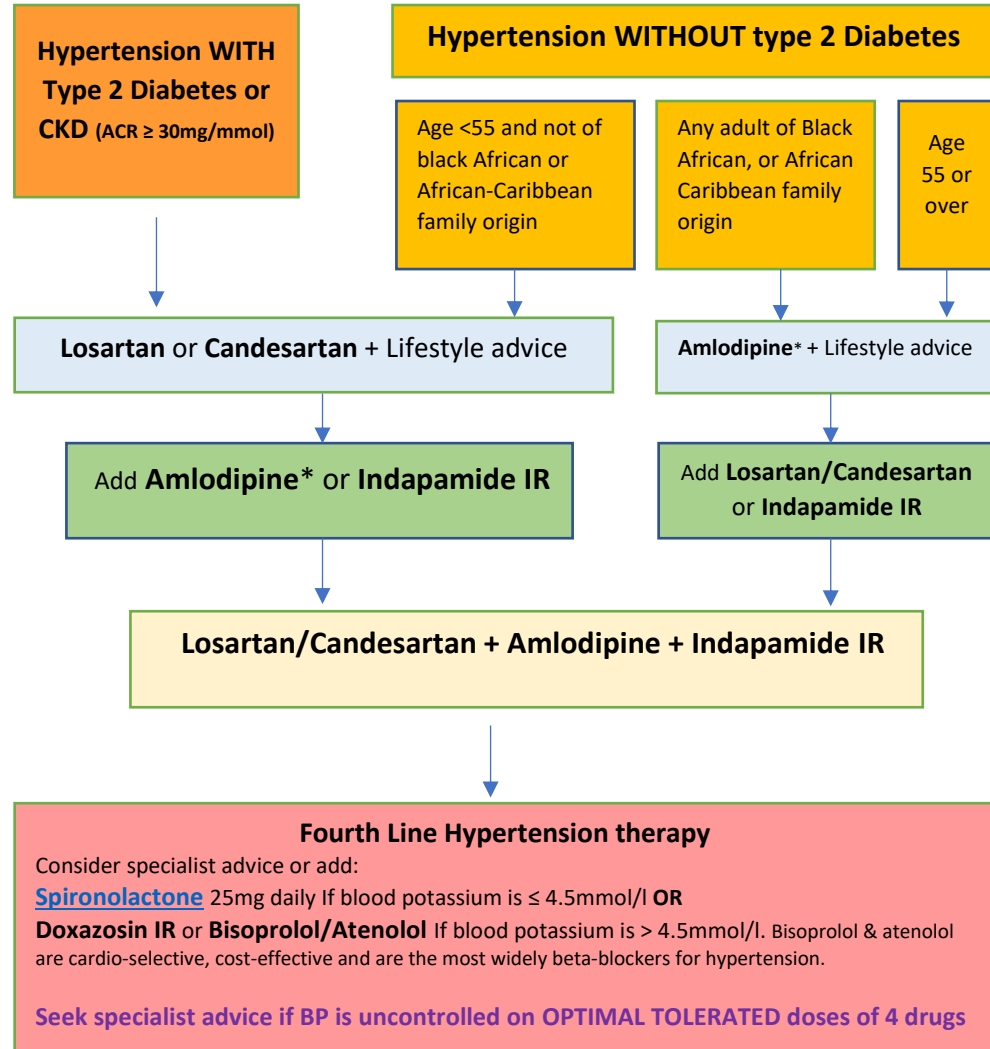 Hypertension WITH
Type 2 Diabetes or
CKD (ACR ≥ 30mg/mmol)
Hypertension WITHOUT type 2 Diabetes
Age <55 and not of
black African or
African-Caribbean
family origin
Any adult of Black
African, or African
Caribbean family
origin
Age
55 or
over
Losartan or Candesartan + Lifestyle advice
Amlodipine* + Lifestyle advice
Add Amlodipine* or Indapamide IR
Add Losartan/Candesartan
or Indapamide IR
Losartan/Candesartan + Amlodipine + Indapamide IR
Fourth Line Hypertension therapy
Consider specialist advice or add:
Spironolactone 25mg daily If blood potassium is ≤ 4.5mmol/l OR
Doxazosin IR or Bisoprolol/Atenolol If blood potassium is > 4.5mmol/l. Bisoprolol & atenolol
are cardio-selective, cost-effective and are the most widely beta-blockers for hypertension.
Seek specialist advice if BP is uncontrolled on OPTIMAL TOLERATED doses of 4 drugs